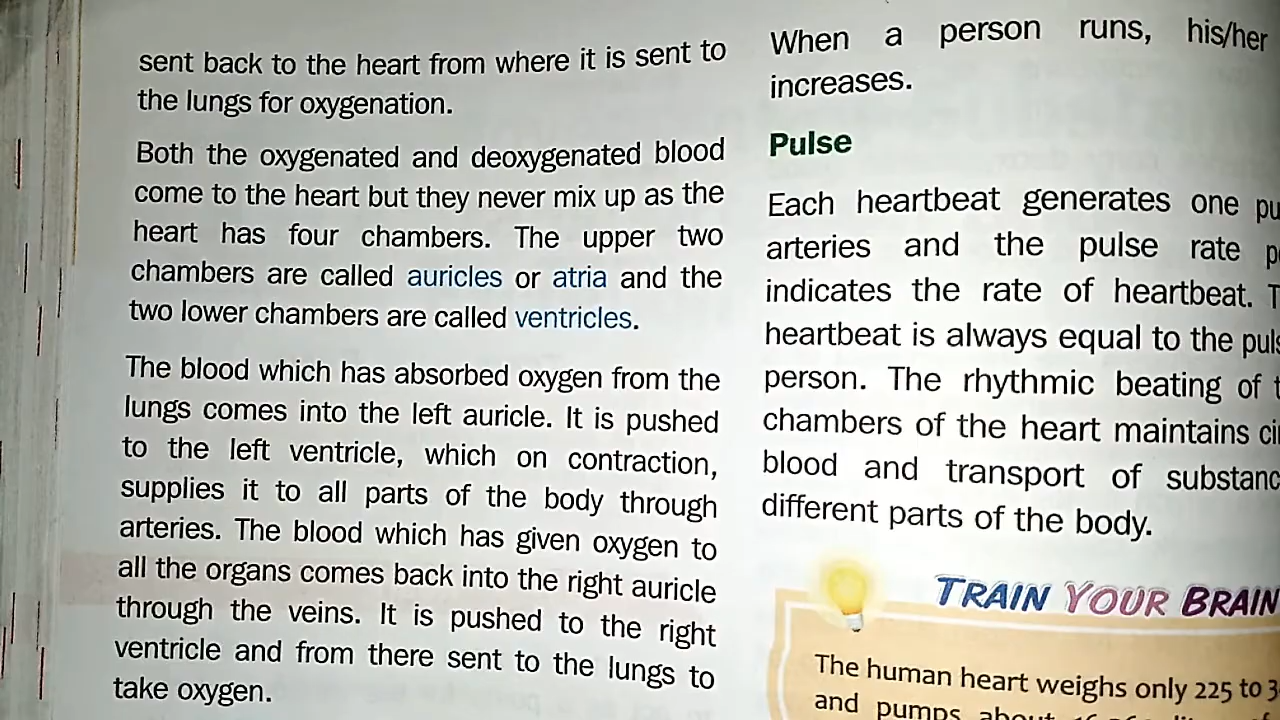 sent back to the heart from where it is sent to
the lungs for oxygenation.
Both the oxygenated and deoxygenated blood
come to the heart but they never mix up as the
heart has four chambers. The upper two
chambers are called auricles or atria and the
two lower chambers are called ventricles.
The blood which has absorbed oxygen from the
lungs comes into the left auricle. It is pushed
to the left ventricle, which on contraction,
supplies it to all parts of the body through
arteries. The blood which has given oxygen to
all the organs comes back into the right auricle
through the veins. It is pushed to the right
ventricle and from there sent to the lungs to
take oxygen.
When a person runs, his/her
increases.
Pulse
Each heartbeat generates one
arteries and the pulse rate
indicates the rate of heartbeat.
heartbeat is always equal to the
person. The rhythmic beating of
chambers of the heart maintains
blood and transport of
different parts of the body.
TRAIN YOUR BRAIN
The human heart weighs only 225 to
and pumps about